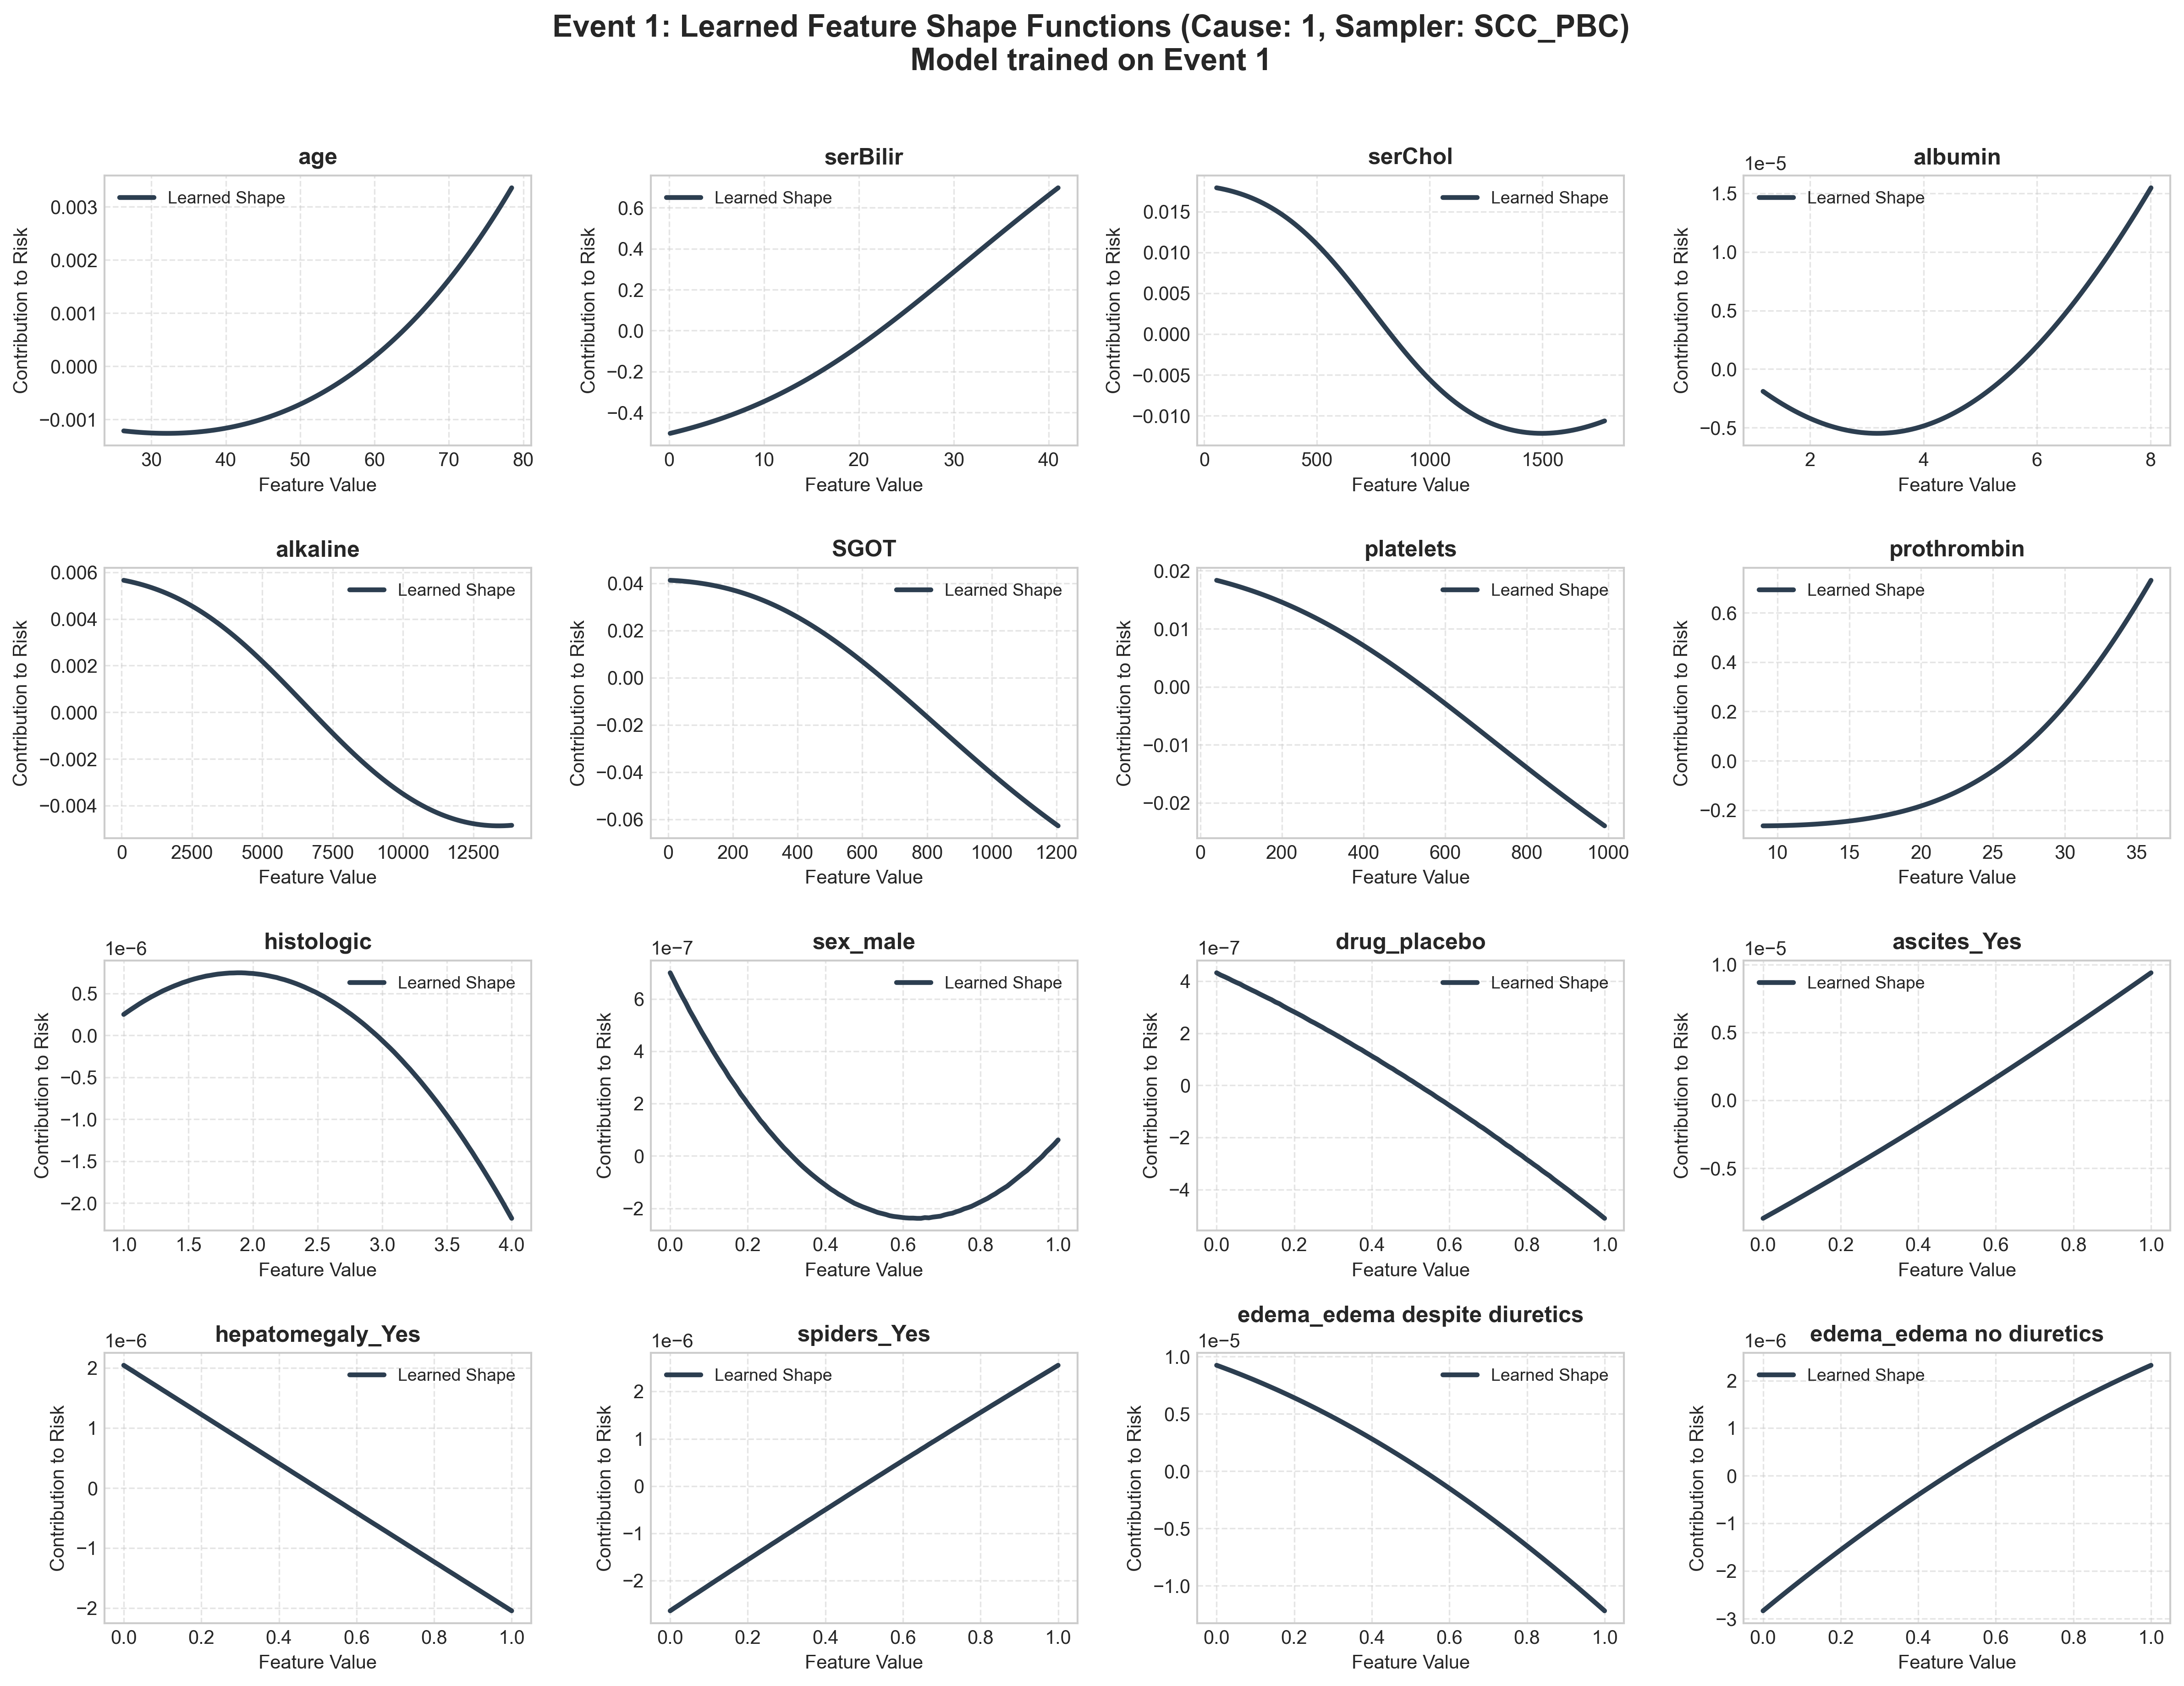 Event 1: Learned Feature Shape Functions (Cause: 1, Sampler: SCC_PBC)
Model trained on Event 1
age
Learned Shape
0.003
0.002
0.001
0.000
−0.001
30 40 50 60 70 80
Contribution to Risk
Feature Value
serBilir
Learned Shape
0.6
0.4
0.2
0.0
−0.2
−0.4
0 10 20 30 40
Contribution to Risk
Feature Value
serChol
Learned Shape
0.015
0.010
0.005
0.000
−0.005
−0.010
0 500 1000 1500
Contribution to Risk
Feature Value
albumin
1e−5
Learned Shape
1.5
1.0
0.5
0.0
−0.5
2 4 6 8
Contribution to Risk
Feature Value
alkaline
Learned Shape
0.006
0.004
0.002
0.000
−0.002
−0.004
0 2500 5000 7500 10000 12500
Contribution to Risk
Feature Value
SGOT
Learned Shape
0.04
0.02
0.00
−0.02
−0.04
−0.06
0 200 400 600 800 1000 1200
Contribution to Risk
Feature Value
platelets
Learned Shape
0.02
0.01
0.00
−0.01
−0.02
0 200 400 600 800 1000
Contribution to Risk
Feature Value
prothrombin
Learned Shape
0.6
0.4
0.2
0.0
−0.2
10 15 20 25 30 35
Contribution to Risk
Feature Value
histologic
1e−6
Learned Shape
0.5
0.0
−0.5
−1.0
−1.5
−2.0
1.0 1.5 2.0 2.5 3.0 3.5 4.0
Contribution to Risk
Feature Value
sex_male
1e−7
Learned Shape
6
4
2
0
−2
0.0 0.2 0.4 0.6 0.8 1.0
Contribution to Risk
Feature Value
drug_placebo
1e−7
Learned Shape
4
2
0
−2
−4
0.0 0.2 0.4 0.6 0.8 1.0
Contribution to Risk
Feature Value
ascites_Yes
1e−5
Learned Shape
1.0
0.5
0.0
−0.5
0.0 0.2 0.4 0.6 0.8 1.0
Contribution to Risk
Feature Value
hepatomegaly_Yes
1e−6
Learned Shape
2
1
0
−1
−2
0.0 0.2 0.4 0.6 0.8 1.0
Contribution to Risk
Feature Value
spiders_Yes
1e−6
Learned Shape
2
1
0
−1
−2
0.0 0.2 0.4 0.6 0.8 1.0
Contribution to Risk
Feature Value
edema_edema despite diuretics
1e−5
Learned Shape
1.0
0.5
0.0
−0.5
−1.0
0.0 0.2 0.4 0.6 0.8 1.0
Contribution to Risk
Feature Value
edema_edema no diuretics
1e−6
Learned Shape
2
1
0
−1
−2
−3
0.0 0.2 0.4 0.6 0.8 1.0
Contribution to Risk
Feature Value